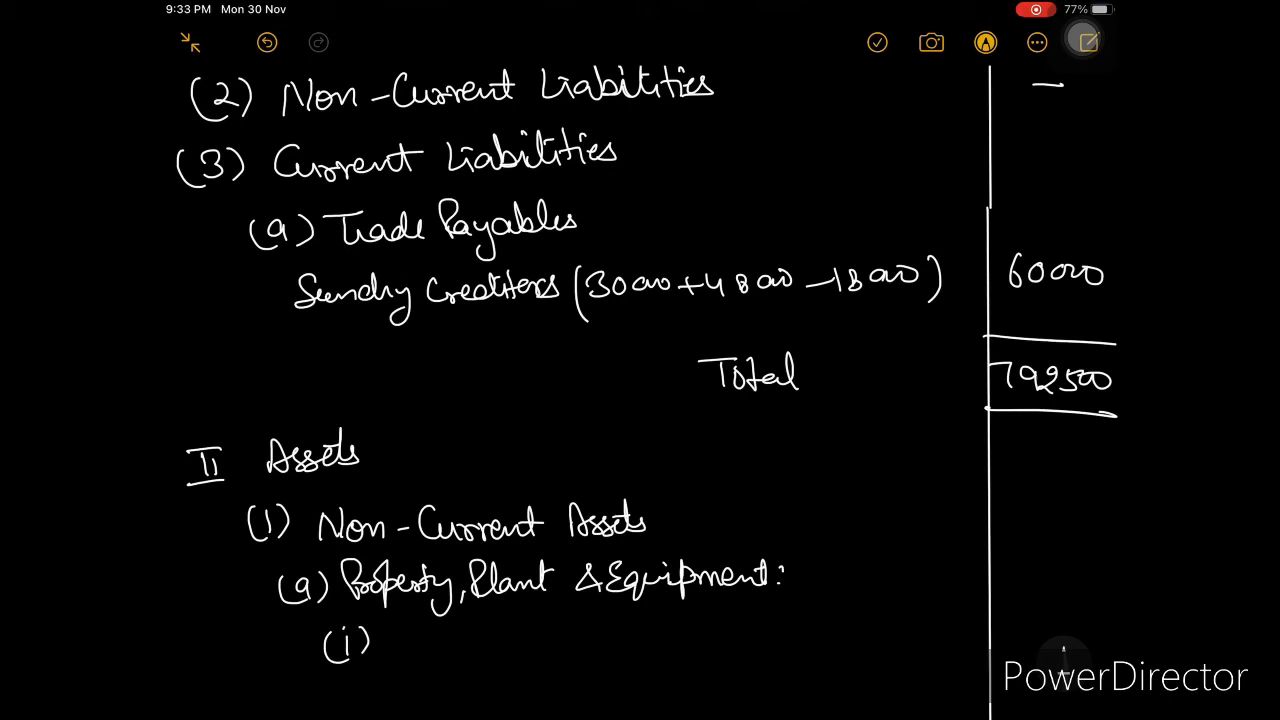 9:33 PM Mon 30 Nov 77%
(2) Non-Current Liabilities —
(3) Current Liabilities
(a) Trade Payables
Sundry Creditors (30000+48000-18000) 60000
Total 792500
II Assets
(1) Non-Current Assets
(a) Property, Plant & Equipment:
(i)
PowerDirector